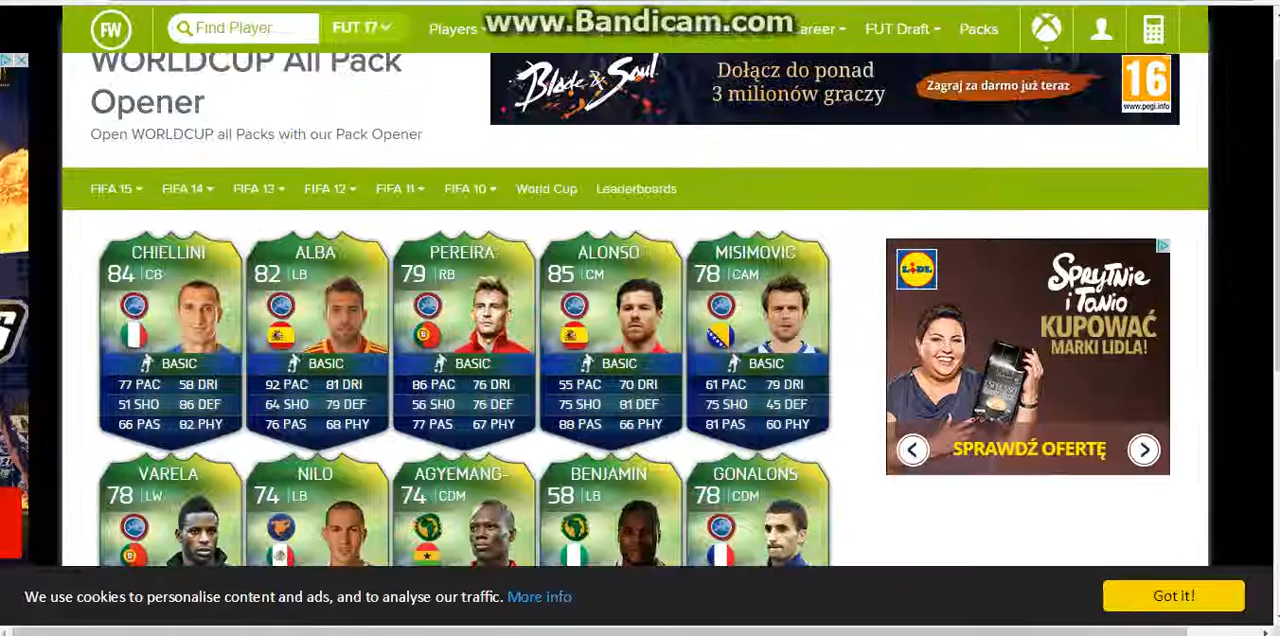 www.Bandicam.com
FW Find Player FUT 17 Players FUT Draft Packs
WORLDCUP All Pack
Opener
Open WORLDCUP all Packs with our Pack Opener
Blade & Soul
Dołącz do ponad
3 milionów graczy
Zagraj za darmo już teraz
16
www.pegi.info
FIFA 15 FIFA 14 FIFA 13 FIFA 12 FIFA 11 FIFA 10 World Cup Leaderboards
CHIELLINI ALBA PEREIRA ALONSO MISIMOVIC
84 CB 82 LB 79 RB 85 CM 78 CAM
BASIC BASIC BASIC BASIC BASIC
77 PAC 58 DRI 92 PAC 81 DRI 86 PAC 76 DRI 55 PAC 70 DRI 61 PAC 79 DRI
51 SHO 86 DEF 64 SHO 79 DEF 56 SHO 76 DEF 75 SHO 81 DEF 75 SHO 45 DEF
66 PAS 82 PHY 76 PAS 68 PHY 77 PAS 67 PHY 88 PAS 66 PHY 81 PAS 60 PHY
VARELA NILO AGYEMANG- BENJAMIN GONALONS
78 LW 74 LB 74 CDM 58 LB 78 CDM
LIDL
SPRYTNIE
i TANIO
KUPOWAĆ
MARKI LIDLA!
SPRAWDŹ OFERTĘ
We use cookies to personalise content and ads, and to analyse our traffic. More info
Got it!